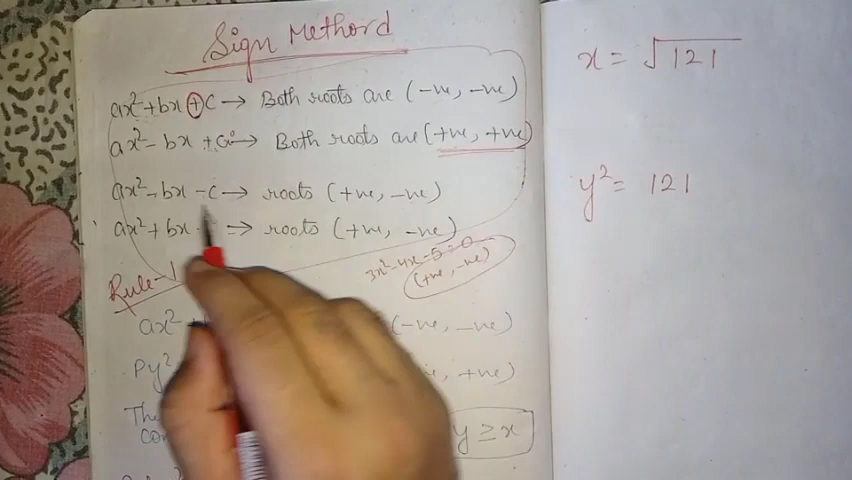 Sign Methord
ax² + bx + c → Both roots are (-ve, -ve)
ax² - bx + c → Both roots are (+ve, +ve)
ax² - bx - c → roots (+ve, -ve)
ax² + bx - → roots (+ve, -ve)
3x² - 4x - 5 = 0
(+ve, -ve)
Rule-1
ax² (-ve, -ve)
Py² , +ve)
y ≥ x
x = √121
y² = 121